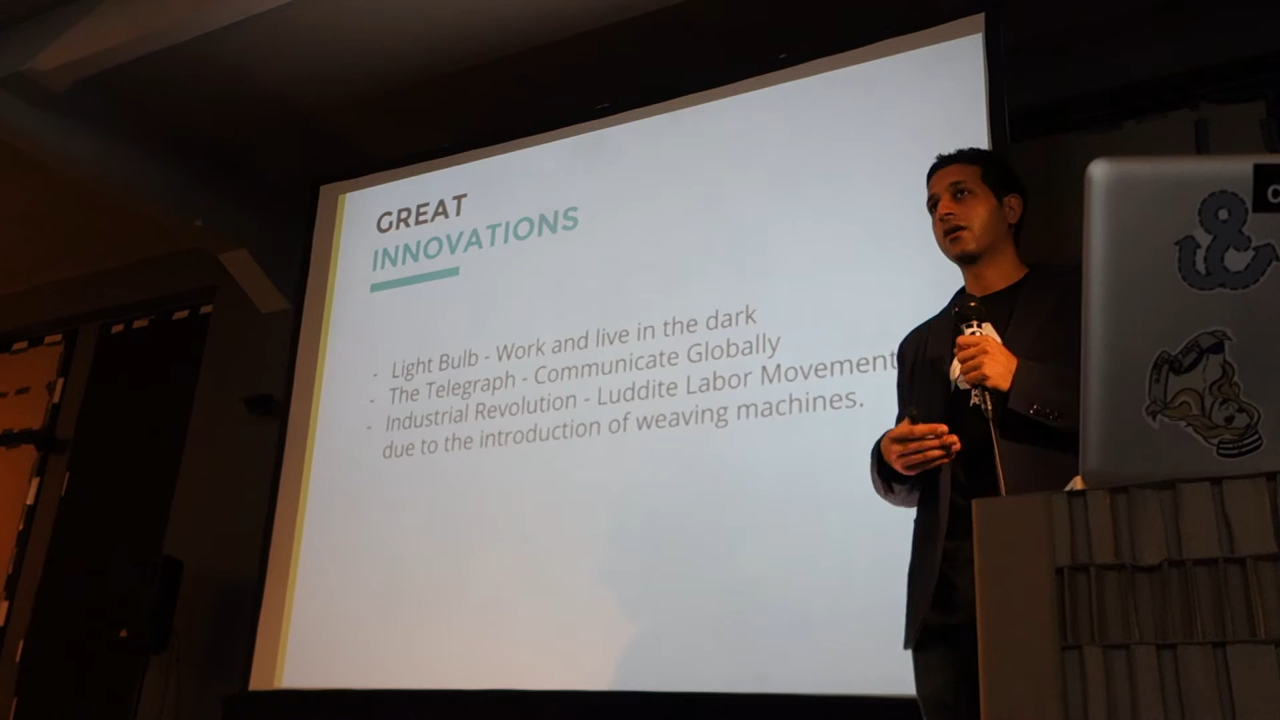 GREAT
INNOVATIONS
- Light Bulb - Work and live in the dark
- The Telegraph - Communicate Globally
- Industrial Revolution - Luddite Labor Movement
due to the introduction of weaving machines.